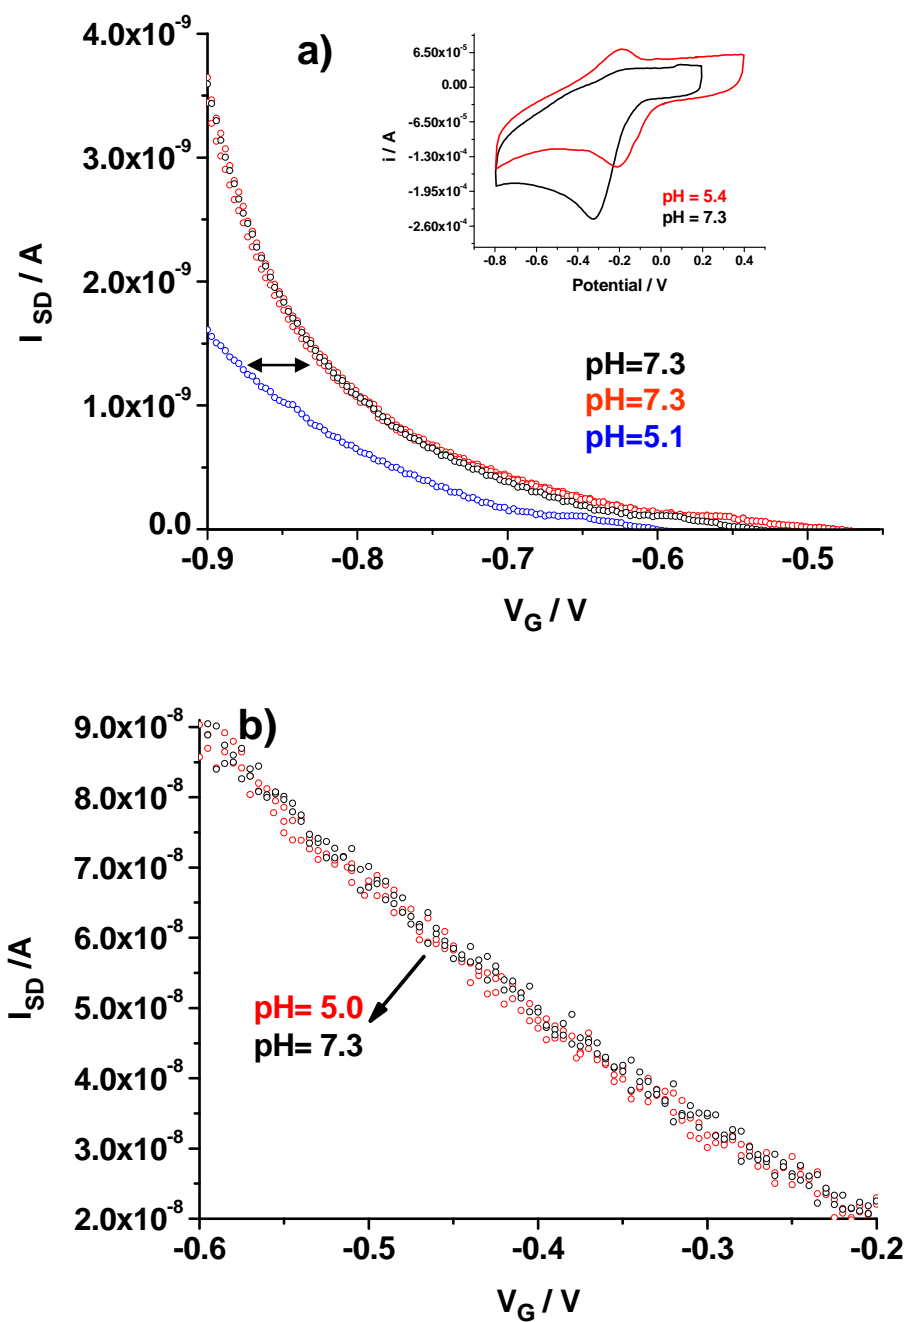 a)
4.0x10⁻⁹
3.0x10⁻⁹
2.0x10⁻⁹
1.0x10⁻⁹
0.0
I SD / A
-0.9 -0.8 -0.7 -0.6 -0.5
V_G / V
pH=7.3
pH=7.3
pH=5.1
6.50x10⁻⁵
0.00
-6.50x10⁻⁵
-1.30x10⁻⁴
-1.95x10⁻⁴
-2.60x10⁻⁴
i / A
pH = 5.4
pH = 7.3
-0.8 -0.6 -0.4 -0.2 0.0 0.2 0.4
Potential / V
b)
9.0x10⁻⁸
8.0x10⁻⁸
7.0x10⁻⁸
6.0x10⁻⁸
5.0x10⁻⁸
4.0x10⁻⁸
3.0x10⁻⁸
2.0x10⁻⁸
I_SD /A
pH= 5.0
pH= 7.3
-0.6 -0.5 -0.4 -0.3 -0.2
V_G / V